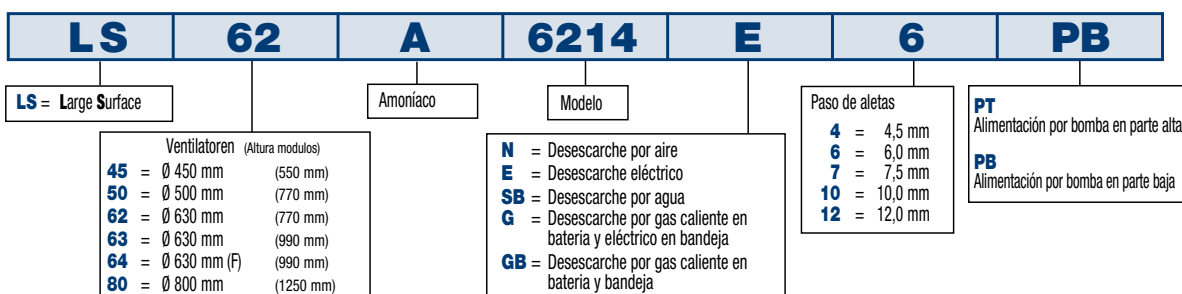 LS 62 A 6214 E 6 PB
LS = Large Surface
Ventilatoren (Altura modulos)
45 = Ø 450 mm (550 mm)
50 = Ø 500 mm (770 mm)
62 = Ø 630 mm (770 mm)
63 = Ø 630 mm (990 mm)
64 = Ø 630 mm (F) (990 mm)
80 = Ø 800 mm (1250 mm)
Amoníaco
Modelo
N = Desescarche por aire
E = Desescarche eléctrico
SB = Desescarche por agua
G = Desescarche por gas caliente en
bateria y eléctrico en bandeja
GB = Desescarche por gas caliente en
bateria y bandeja
Paso de aletas
4 = 4,5 mm
6 = 6,0 mm
7 = 7,5 mm
10 = 10,0 mm
12 = 12,0 mm
PT
Alimentación por bomba en parte alta
PB
Alimentación por bomba en parte baja